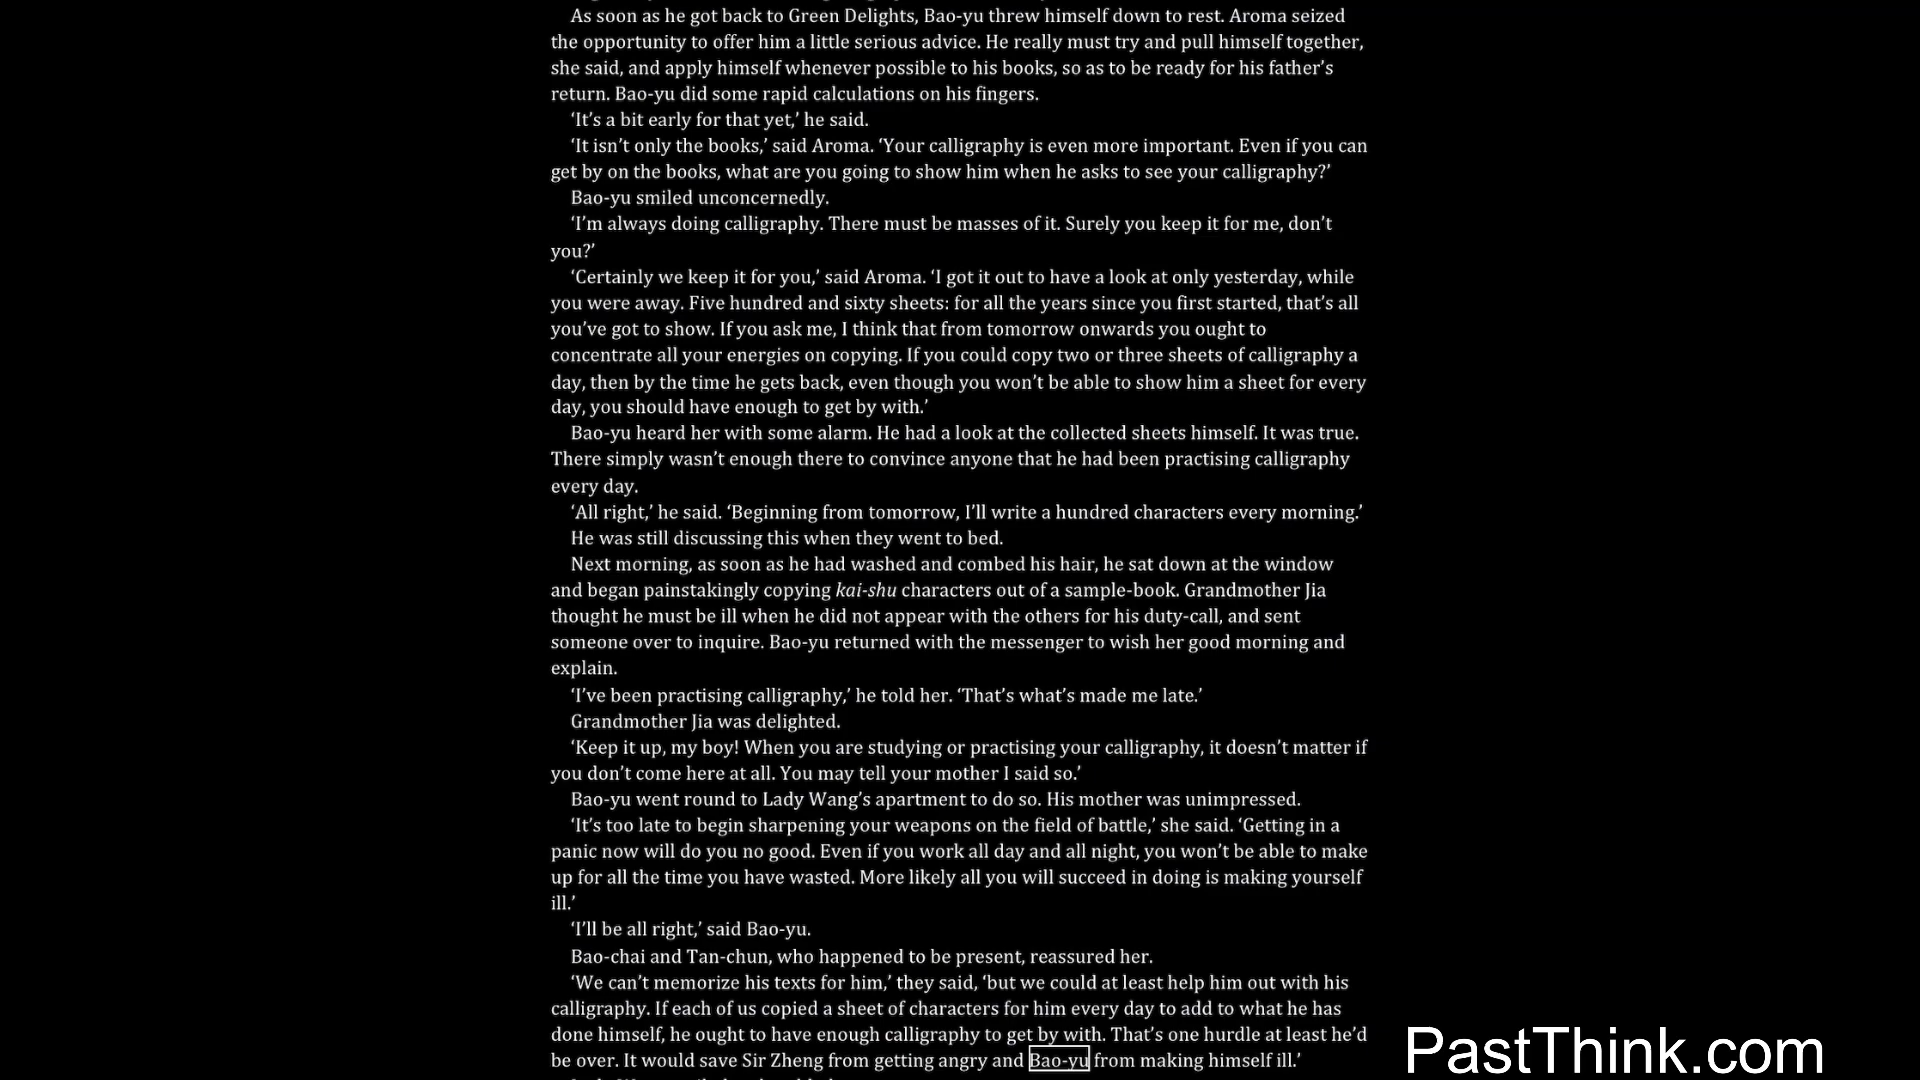 As soon as he got back to Green Delights, Bao-yu threw himself down to rest. Aroma seized
the opportunity to offer him a little serious advice. He really must try and pull himself together,
she said, and apply himself whenever possible to his books, so as to be ready for his father’s
return. Bao-yu did some rapid calculations on his fingers.
‘It’s a bit early for that yet,’ he said.
‘It isn’t only the books,’ said Aroma. ‘Your calligraphy is even more important. Even if you can
get by on the books, what are you going to show him when he asks to see your calligraphy?’
Bao-yu smiled unconcernedly.
‘I’m always doing calligraphy. There must be masses of it. Surely you keep it for me, don’t
you?’
‘Certainly we keep it for you,’ said Aroma. ‘I got it out to have a look at only yesterday, while
you were away. Five hundred and sixty sheets: for all the years since you first started, that’s all
you’ve got to show. If you ask me, I think that from tomorrow onwards you ought to
concentrate all your energies on copying. If you could copy two or three sheets of calligraphy a
day, then by the time he gets back, even though you won’t be able to show him a sheet for every
day, you should have enough to get by with.’
Bao-yu heard her with some alarm. He had a look at the collected sheets himself. It was true.
There simply wasn’t enough there to convince anyone that he had been practising calligraphy
every day.
‘All right,’ he said. ‘Beginning from tomorrow, I’ll write a hundred characters every morning.’
He was still discussing this when they went to bed.
Next morning, as soon as he had washed and combed his hair, he sat down at the window
and began painstakingly copying kai-shu characters out of a sample-book. Grandmother Jia
thought he must be ill when he did not appear with the others for his duty-call, and sent
someone over to inquire. Bao-yu returned with the messenger to wish her good morning and
explain.
‘I’ve been practising calligraphy,’ he told her. ‘That’s what’s made me late.’
Grandmother Jia was delighted.
‘Keep it up, my boy! When you are studying or practising your calligraphy, it doesn’t matter if
you don’t come here at all. You may tell your mother I said so.’
Bao-yu went round to Lady Wang’s apartment to do so. His mother was unimpressed.
‘It’s too late to begin sharpening your weapons on the field of battle,’ she said. ‘Getting in a
panic now will do you no good. Even if you work all day and all night, you won’t be able to make
up for all the time you have wasted. More likely all you will succeed in doing is making yourself
ill.’
‘I’ll be all right,’ said Bao-yu.
Bao-chai and Tan-chun, who happened to be present, reassured her.
‘We can’t memorize his texts for him,’ they said, ‘but we could at least help him out with his
calligraphy. If each of us copied a sheet of characters for him every day to add to what he has
done himself, he ought to have enough calligraphy to get by with. That’s one hurdle at least he’d
be over. It would save Sir Zheng from getting angry and Bao-yu from making himself ill.’
PastThink.com